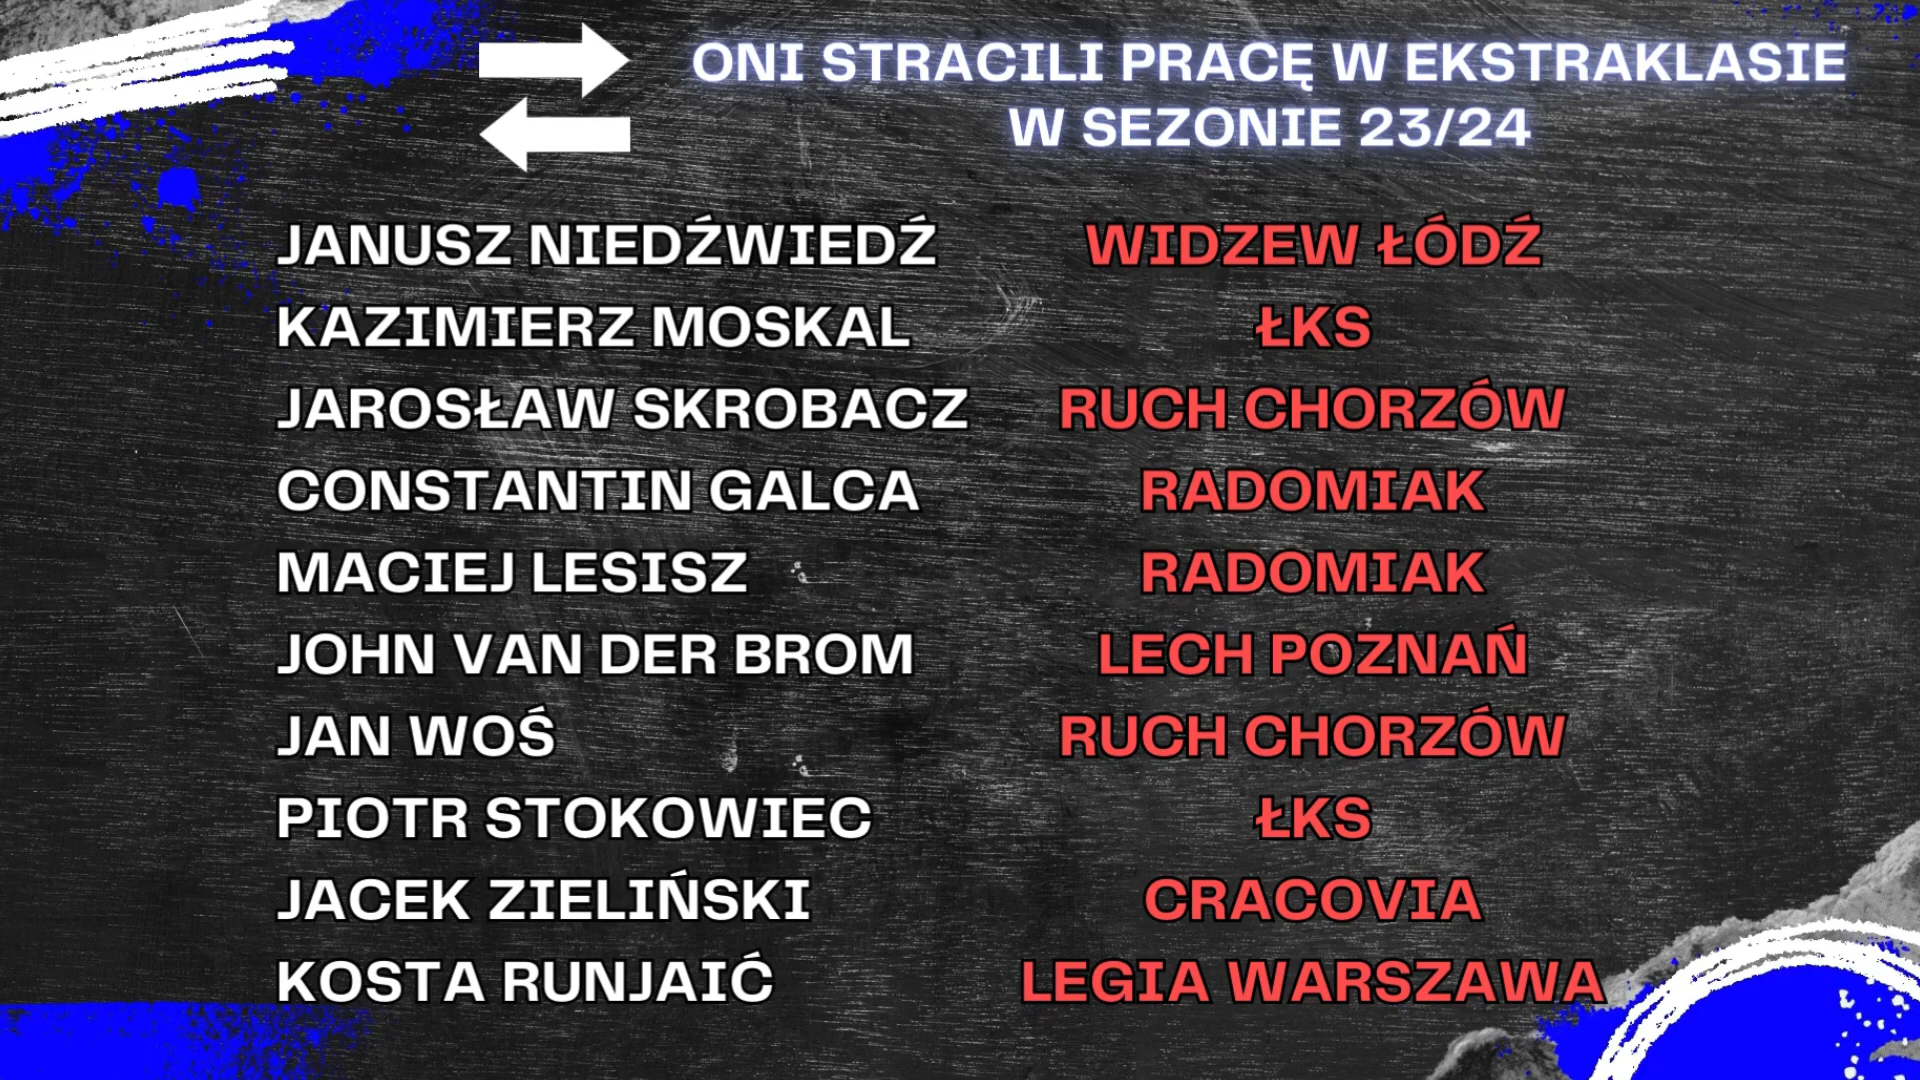 ONI STRACILI PRACĘ W EKSTRAKLASIE
W SEZONIE 23/24
JANUSZ NIEDŹWIEDŹ WIDZEW ŁÓDŹ
KAZIMIERZ MOSKAL ŁKS
JAROSŁAW SKROBACZ RUCH CHORZÓW
CONSTANTIN GALCA RADOMIAK
MACIEJ LESISZ RADOMIAK
JOHN VAN DER BROM LECH POZNAŃ
JAN WOŚ RUCH CHORZÓW
PIOTR STOKOWIEC ŁKS
JACEK ZIELIŃSKI CRACOVIA
KOSTA RUNJAIĆ LEGIA WARSZAWA